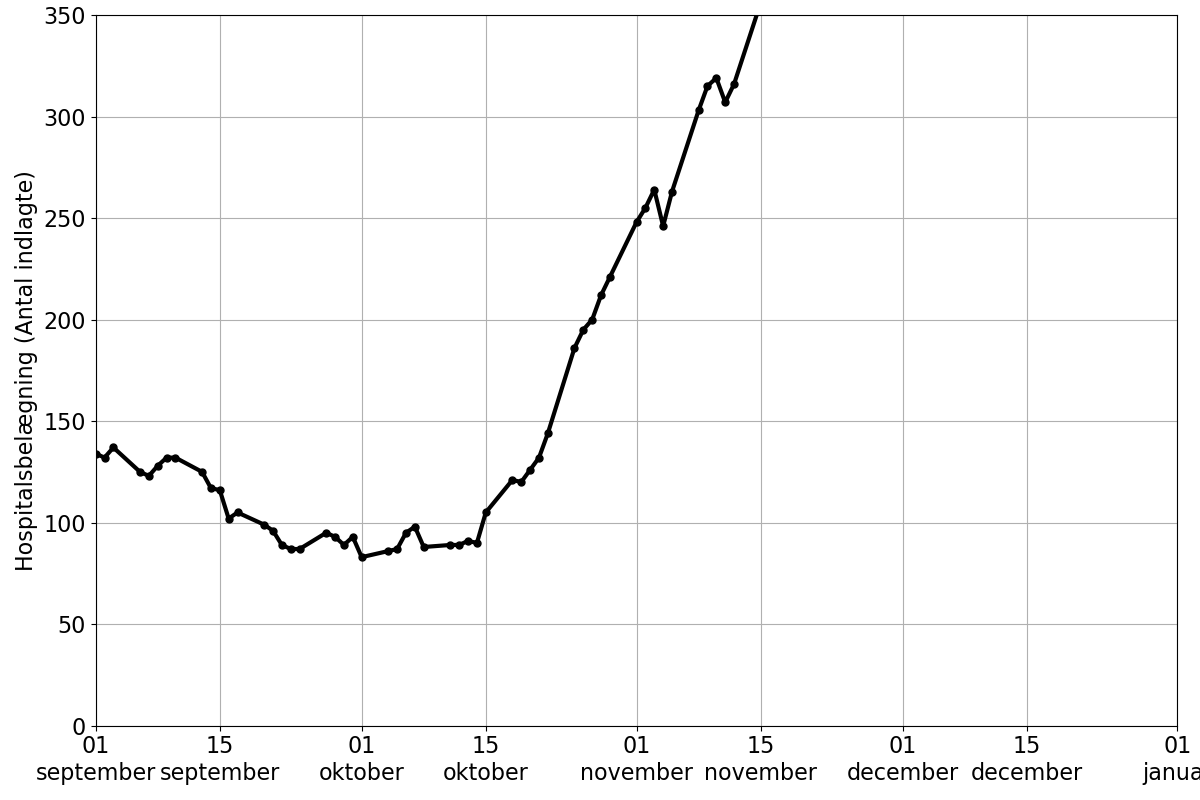 Hospitalsbelægning (Antal indlagte)
350
300
250
200
150
100
50
0
01 15 01 15 01 15 01 15 01
september september oktober oktober november november december december janua